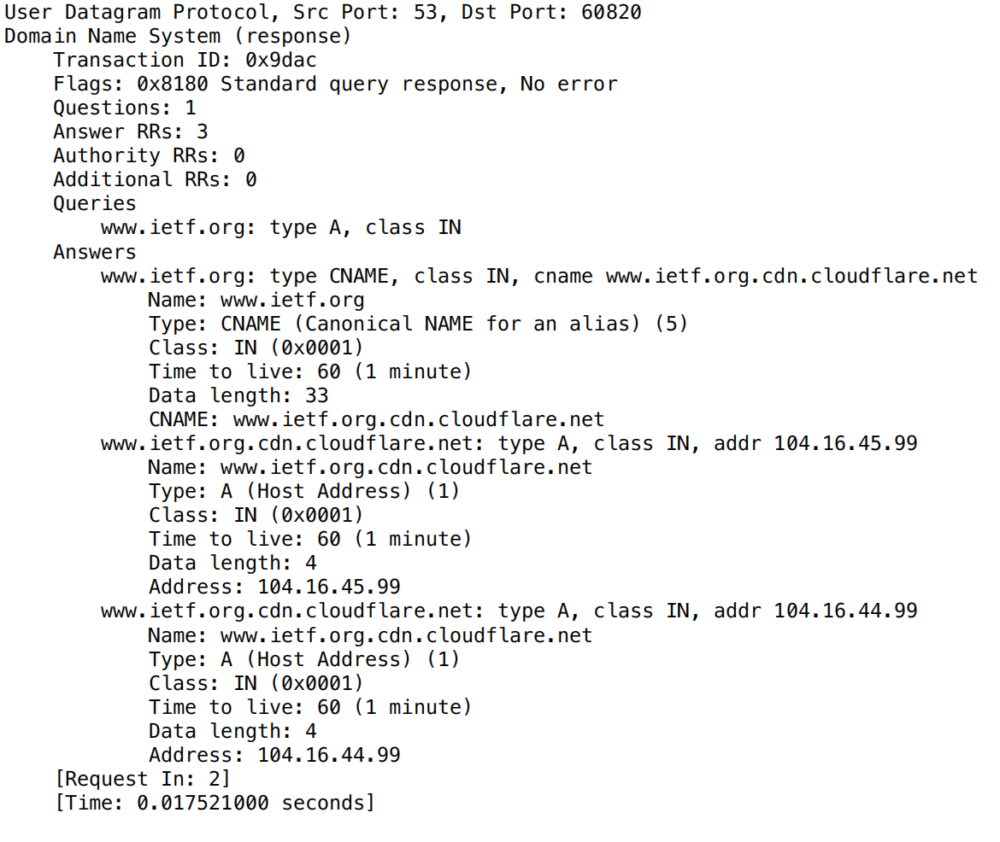 User Datagram Protocol, Src Port: 53, Dst Port: 60820
Domain Name System (response)
Transaction ID: 0x9dac
Flags: 0x8180 Standard query response, No error
Questions: 1
Answer RRs: 3
Authority RRs: 0
Additional RRs: 0
Queries
www.ietf.org: type A, class IN
Answers
www.ietf.org: type CNAME, class IN, cname www.ietf.org.cdn.cloudflare.net
Name: www.ietf.org
Type: CNAME (Canonical NAME for an alias) (5)
Class: IN (0x0001)
Time to live: 60 (1 minute)
Data length: 33
CNAME: www.ietf.org.cdn.cloudflare.net
www.ietf.org.cdn.cloudflare.net: type A, class IN, addr 104.16.45.99
Name: www.ietf.org.cdn.cloudflare.net
Type: A (Host Address) (1)
Class: IN (0x0001)
Time to live: 60 (1 minute)
Data length: 4
Address: 104.16.45.99
www.ietf.org.cdn.cloudflare.net: type A, class IN, addr 104.16.44.99
Name: www.ietf.org.cdn.cloudflare.net
Type: A (Host Address) (1)
Class: IN (0x0001)
Time to live: 60 (1 minute)
Data length: 4
Address: 104.16.44.99
[Request In: 2]
[Time: 0.017521000 seconds]